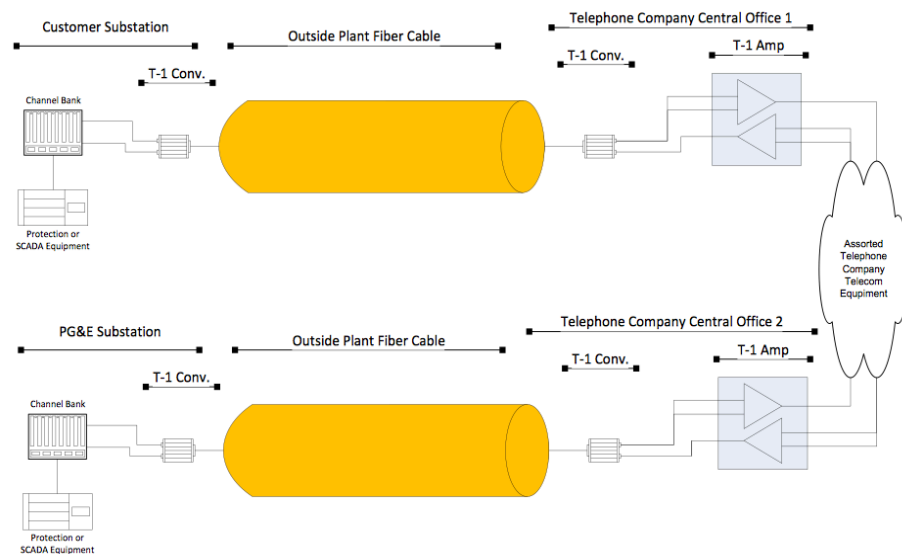 Customer Substation
Outside Plant Fiber Cable
Telephone Company Central Office 1
T-1 Conv.
T-1 Conv.
T-1 Amp
Channel Bank
Protection or
SCADA Equipment
Assorted
Telephone
Company
Telecom
Equpiment
PG&E Substation
Outside Plant Fiber Cable
Telephone Company Central Office 2
T-1 Conv.
T-1 Conv.
T-1 Amp
Channel Bank
Protection or
SCADA Equipment